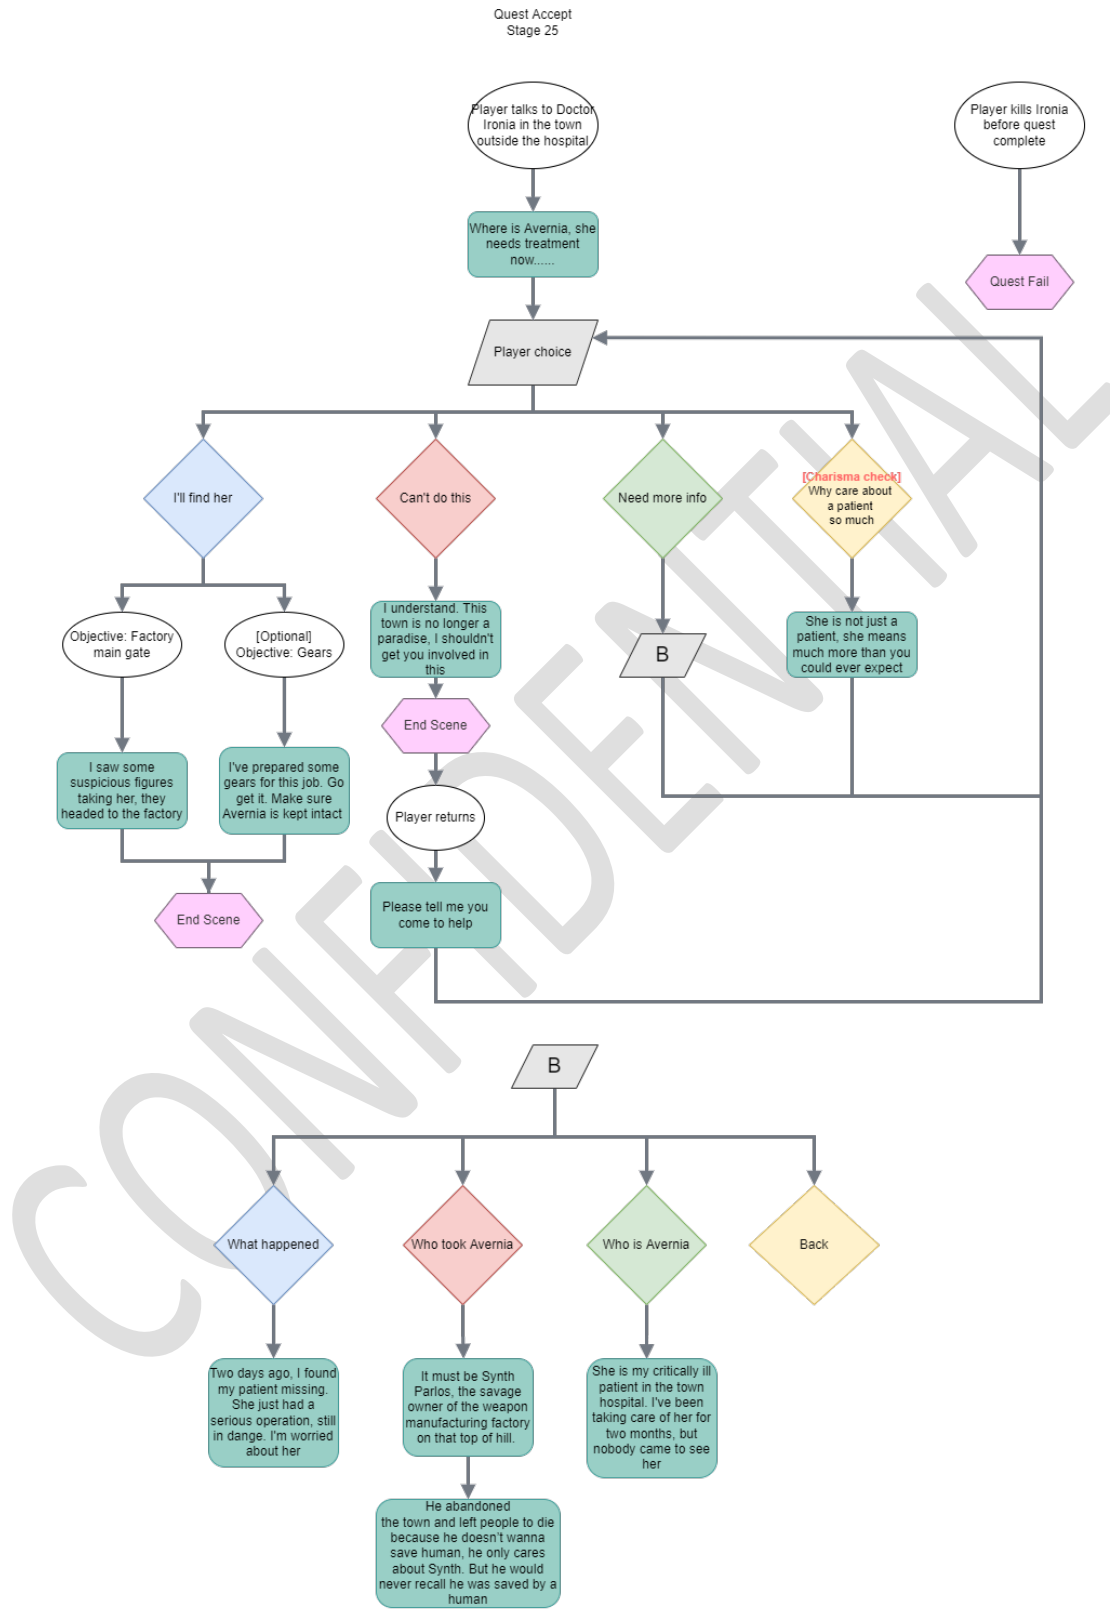 Quest Accept
Stage 25
Player talks to Doctor
Ironia in the town
outside the hospital
Player kills Ironia
before quest
complete
Where is Avernia, she
needs treatment
now......
Quest Fail
Player choice
I'll find her
Can't do this
Need more info
[Charisma check]
Why care about
a patient
so much
Objective: Factory
main gate
[Optional]
Objective: Gears
I understand. This
town is no longer a
paradise, I shouldn't
get you involved in
this
B
She is not just a
patient, she means
much more than you
could ever expect
End Scene
I saw some
suspicious figures
taking her, they
headed to the factory
I've prepared some
gears for this job. Go
get it. Make sure
Avernia is kept intact
Player returns
End Scene
Please tell me you
come to help
B
What happened
Who took Avernia
Who is Avernia
Back
Two days ago, I found
my patient missing.
She just had a
serious operation, still
in dange. I'm worried
about her
It must be Synth
Parlos, the savage
owner of the weapon
manufacturing factory
on that top of hill.
She is my critically ill
patient in the town
hospital. I've been
taking care of her for
two months, but
nobody came to see
her
He abandoned
the town and left people to die
because he doesn't wanna
save human, he only cares
about Synth. But he would
never recall he was saved by a
human
CONFIDENTIAL